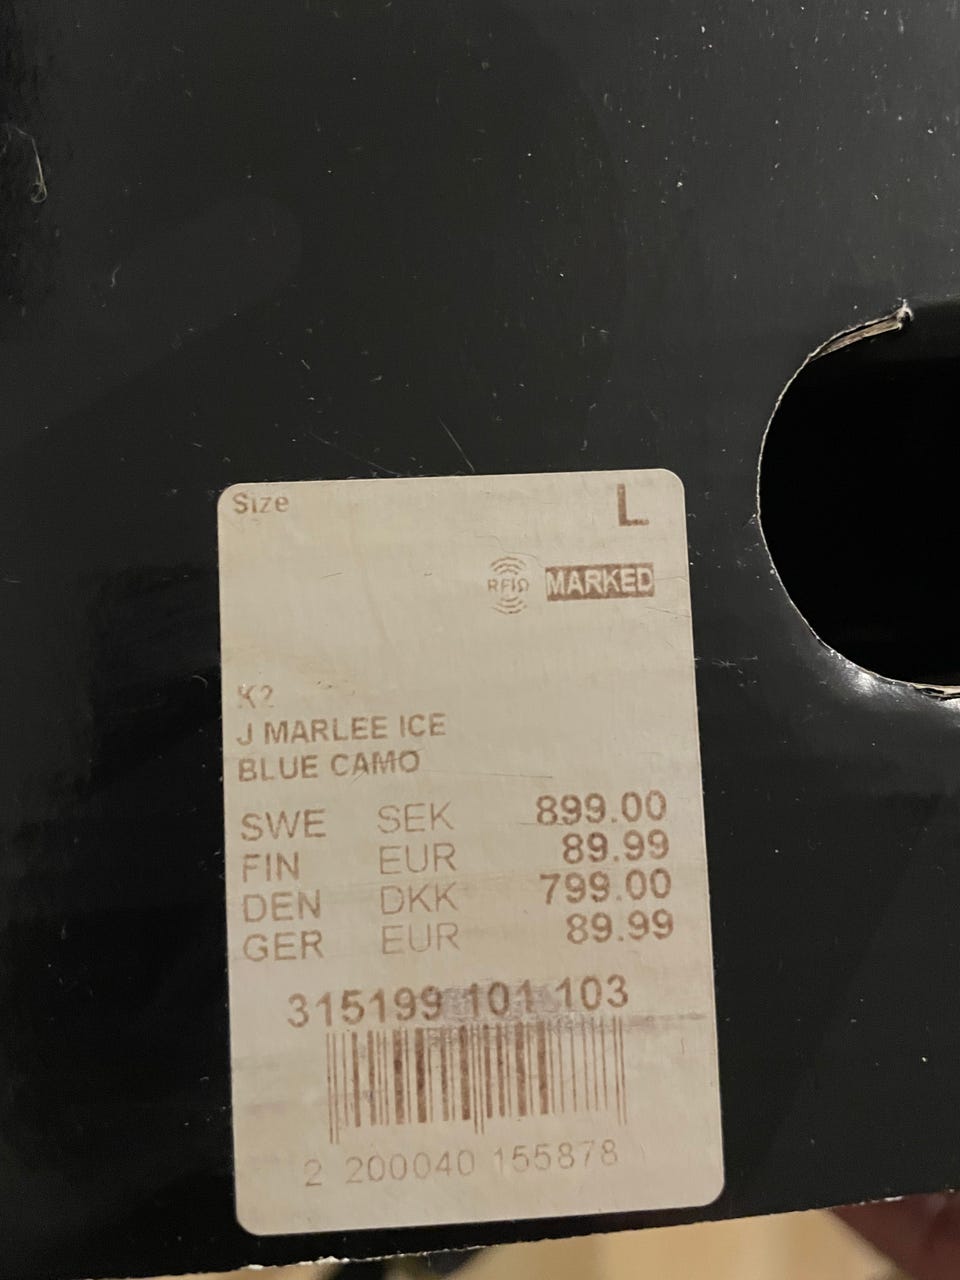 Size L
RFID MARKED
K2
J MARLEE ICE
BLUE CAMO
SWE SEK 899.00
FIN EUR 89.99
DEN DKK 799.00
GER EUR 89.99
315199 101 103
2 200040 155878